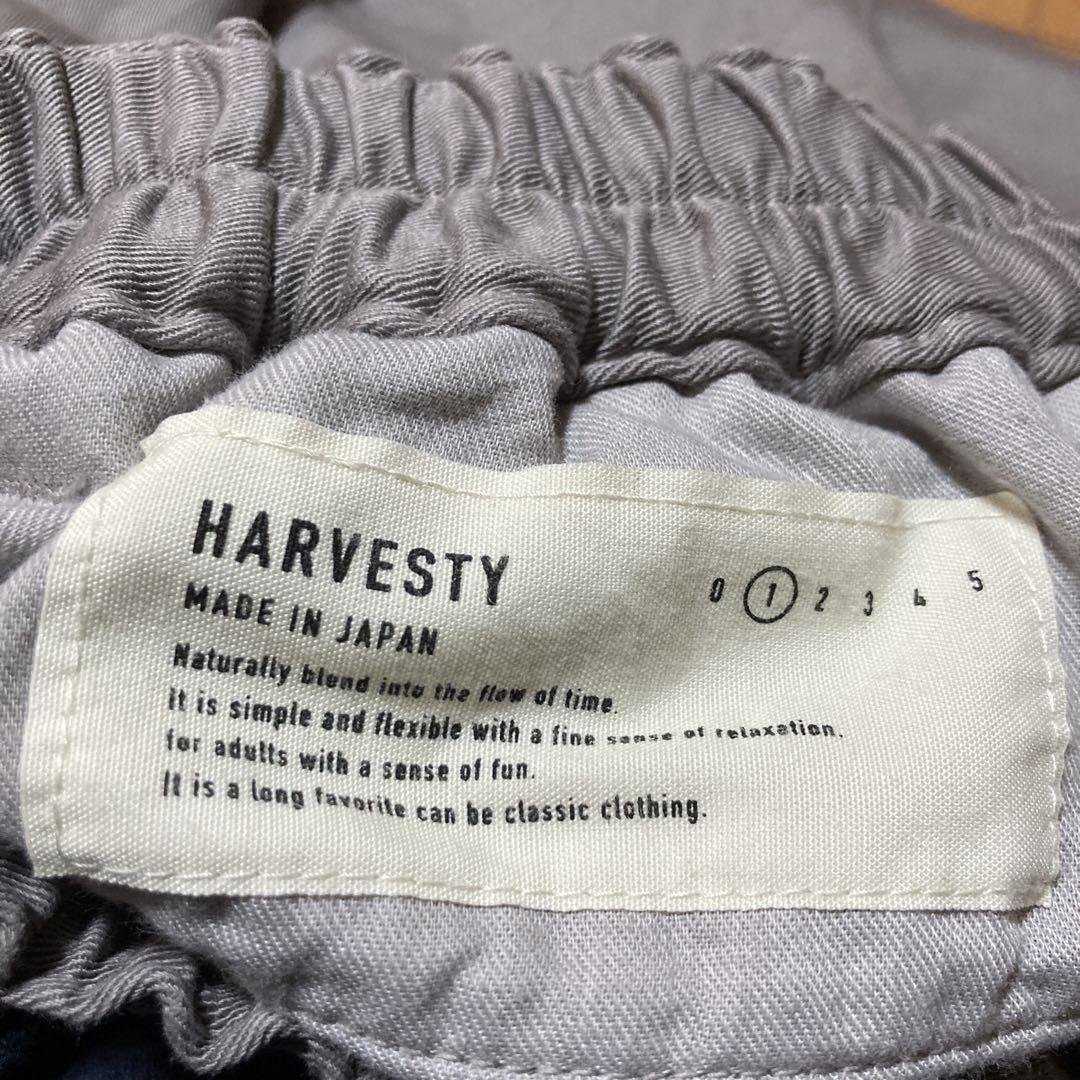 HARVESTY
0 1 2 3 4 5
MADE IN JAPAN
Naturally blend into the flow of time.
It is simple and flexible with a fine sense of relaxation,
for adults with a sense of fun.
It is a long favorite can be classic clothing.